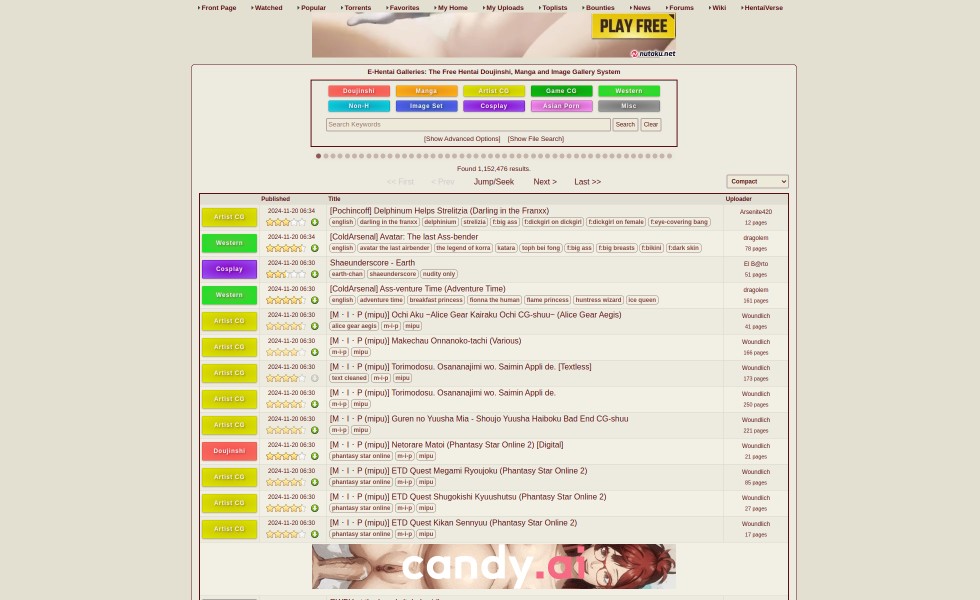 Front Page Watched Popular Torrents Favorites My Home My Uploads Toplists Bounties News Forums Wiki HentaiVerse
PLAY FREE
nutaku.net
E-Hentai Galleries: The Free Hentai Doujinshi, Manga and Image Gallery System
Doujinshi Manga Artist CG Game CG Western
Non-H Image Set Cosplay Asian Porn Misc
Search Keywords Search Clear
[Show Advanced Options] [Show File Search]
Found 1,152,476 results.
<< First < Prev Jump/Seek Next > Last >> Compact
Published Title Uploader
Artist CG 2024-11-20 06:34 [Pochincoff] Delphinum Helps Strelitzia (Darling in the Franxx) Arsenite420
english darling in the franxx delphinium strelizia f:big ass f:dickgirl on dickgirl f:dickgirl on female f:eye-covering bang 12 pages
Western 2024-11-20 06:34 [ColdArsenal] Avatar: The last Ass-bender dragolem
english avatar the last airbender the legend of korra katara toph bei fong f:big ass f:big breasts f:bikini f:dark skin 78 pages
Cosplay 2024-11-20 06:30 Shaeunderscore - Earth El B@rto
earth-chan shaeunderscore nudity only 51 pages
Western 2024-11-20 06:30 [ColdArsenal] Ass-venture Time (Adventure Time) dragolem
english adventure time breakfast princess fionna the human flame princess huntress wizard ice queen 161 pages
Artist CG 2024-11-20 06:30 [M・I・P (mipu)] Ochi Aku ~Alice Gear Kairaku Ochi CG-shuu~ (Alice Gear Aegis) Woundlich
alice gear aegis m-i-p mipu 41 pages
Artist CG 2024-11-20 06:30 [M・I・P (mipu)] Makechau Onnanoko-tachi (Various) Woundlich
m-i-p mipu 166 pages
Artist CG 2024-11-20 06:30 [M・I・P (mipu)] Torimodosu. Osananajimi wo. Saimin Appli de. [Textless] Woundlich
text cleaned m-i-p mipu 173 pages
Artist CG 2024-11-20 06:30 [M・I・P (mipu)] Torimodosu. Osananajimi wo. Saimin Appli de. Woundlich
m-i-p mipu 250 pages
Artist CG 2024-11-20 06:30 [M・I・P (mipu)] Guren no Yuusha Mia - Shoujo Yuusha Haiboku Bad End CG-shuu Woundlich
m-i-p mipu 221 pages
Doujinshi 2024-11-20 06:30 [M・I・P (mipu)] Netorare Matoi (Phantasy Star Online 2) [Digital] Woundlich
phantasy star online m-i-p mipu 21 pages
Artist CG 2024-11-20 06:30 [M・I・P (mipu)] ETD Quest Megami Ryoujoku (Phantasy Star Online 2) Woundlich
phantasy star online m-i-p mipu 85 pages
Artist CG 2024-11-20 06:30 [M・I・P (mipu)] ETD Quest Shugokishi Kyuushutsu (Phantasy Star Online 2) Woundlich
phantasy star online m-i-p mipu 27 pages
Artist CG 2024-11-20 06:30 [M・I・P (mipu)] ETD Quest Kikan Sennyuu (Phantasy Star Online 2) Woundlich
phantasy star online m-i-p mipu 17 pages
candy.ai